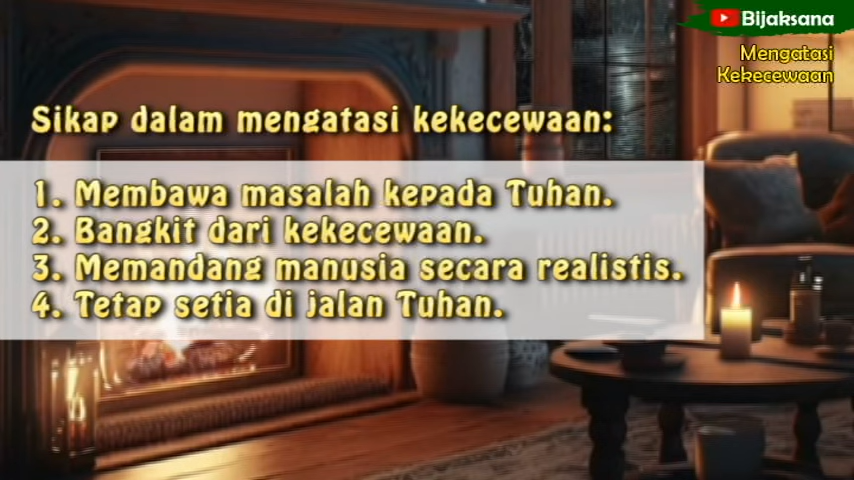 Bijaksana
Mengatasi
Kekecewaan
Sikap dalam mengatasi kekecewaan:
1. Membawa masalah kepada Tuhan.
2. Bangkit dari kekecewaan.
3. Memandang manusia secara realistis.
4. Tetap setia di jalan Tuhan.